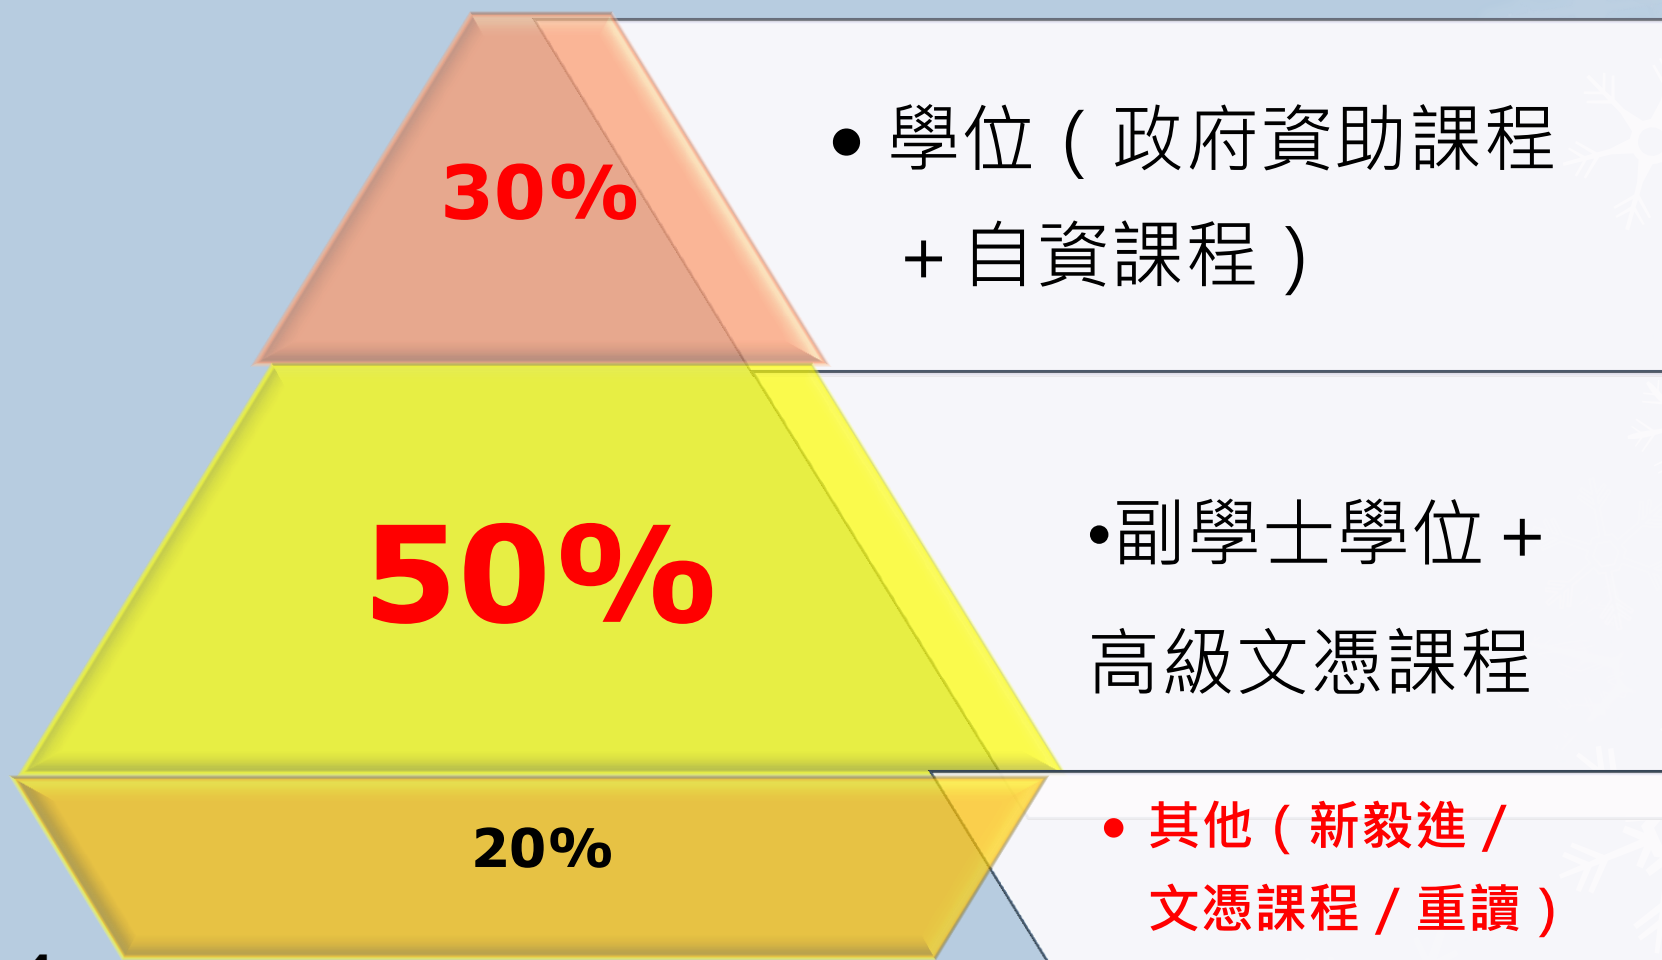 30%
• 學位（政府資助課程
+自資課程）
50%
•副學士學位+
高級文憑課程
20%
• 其他（新毅進/
文憑課程/重讀）